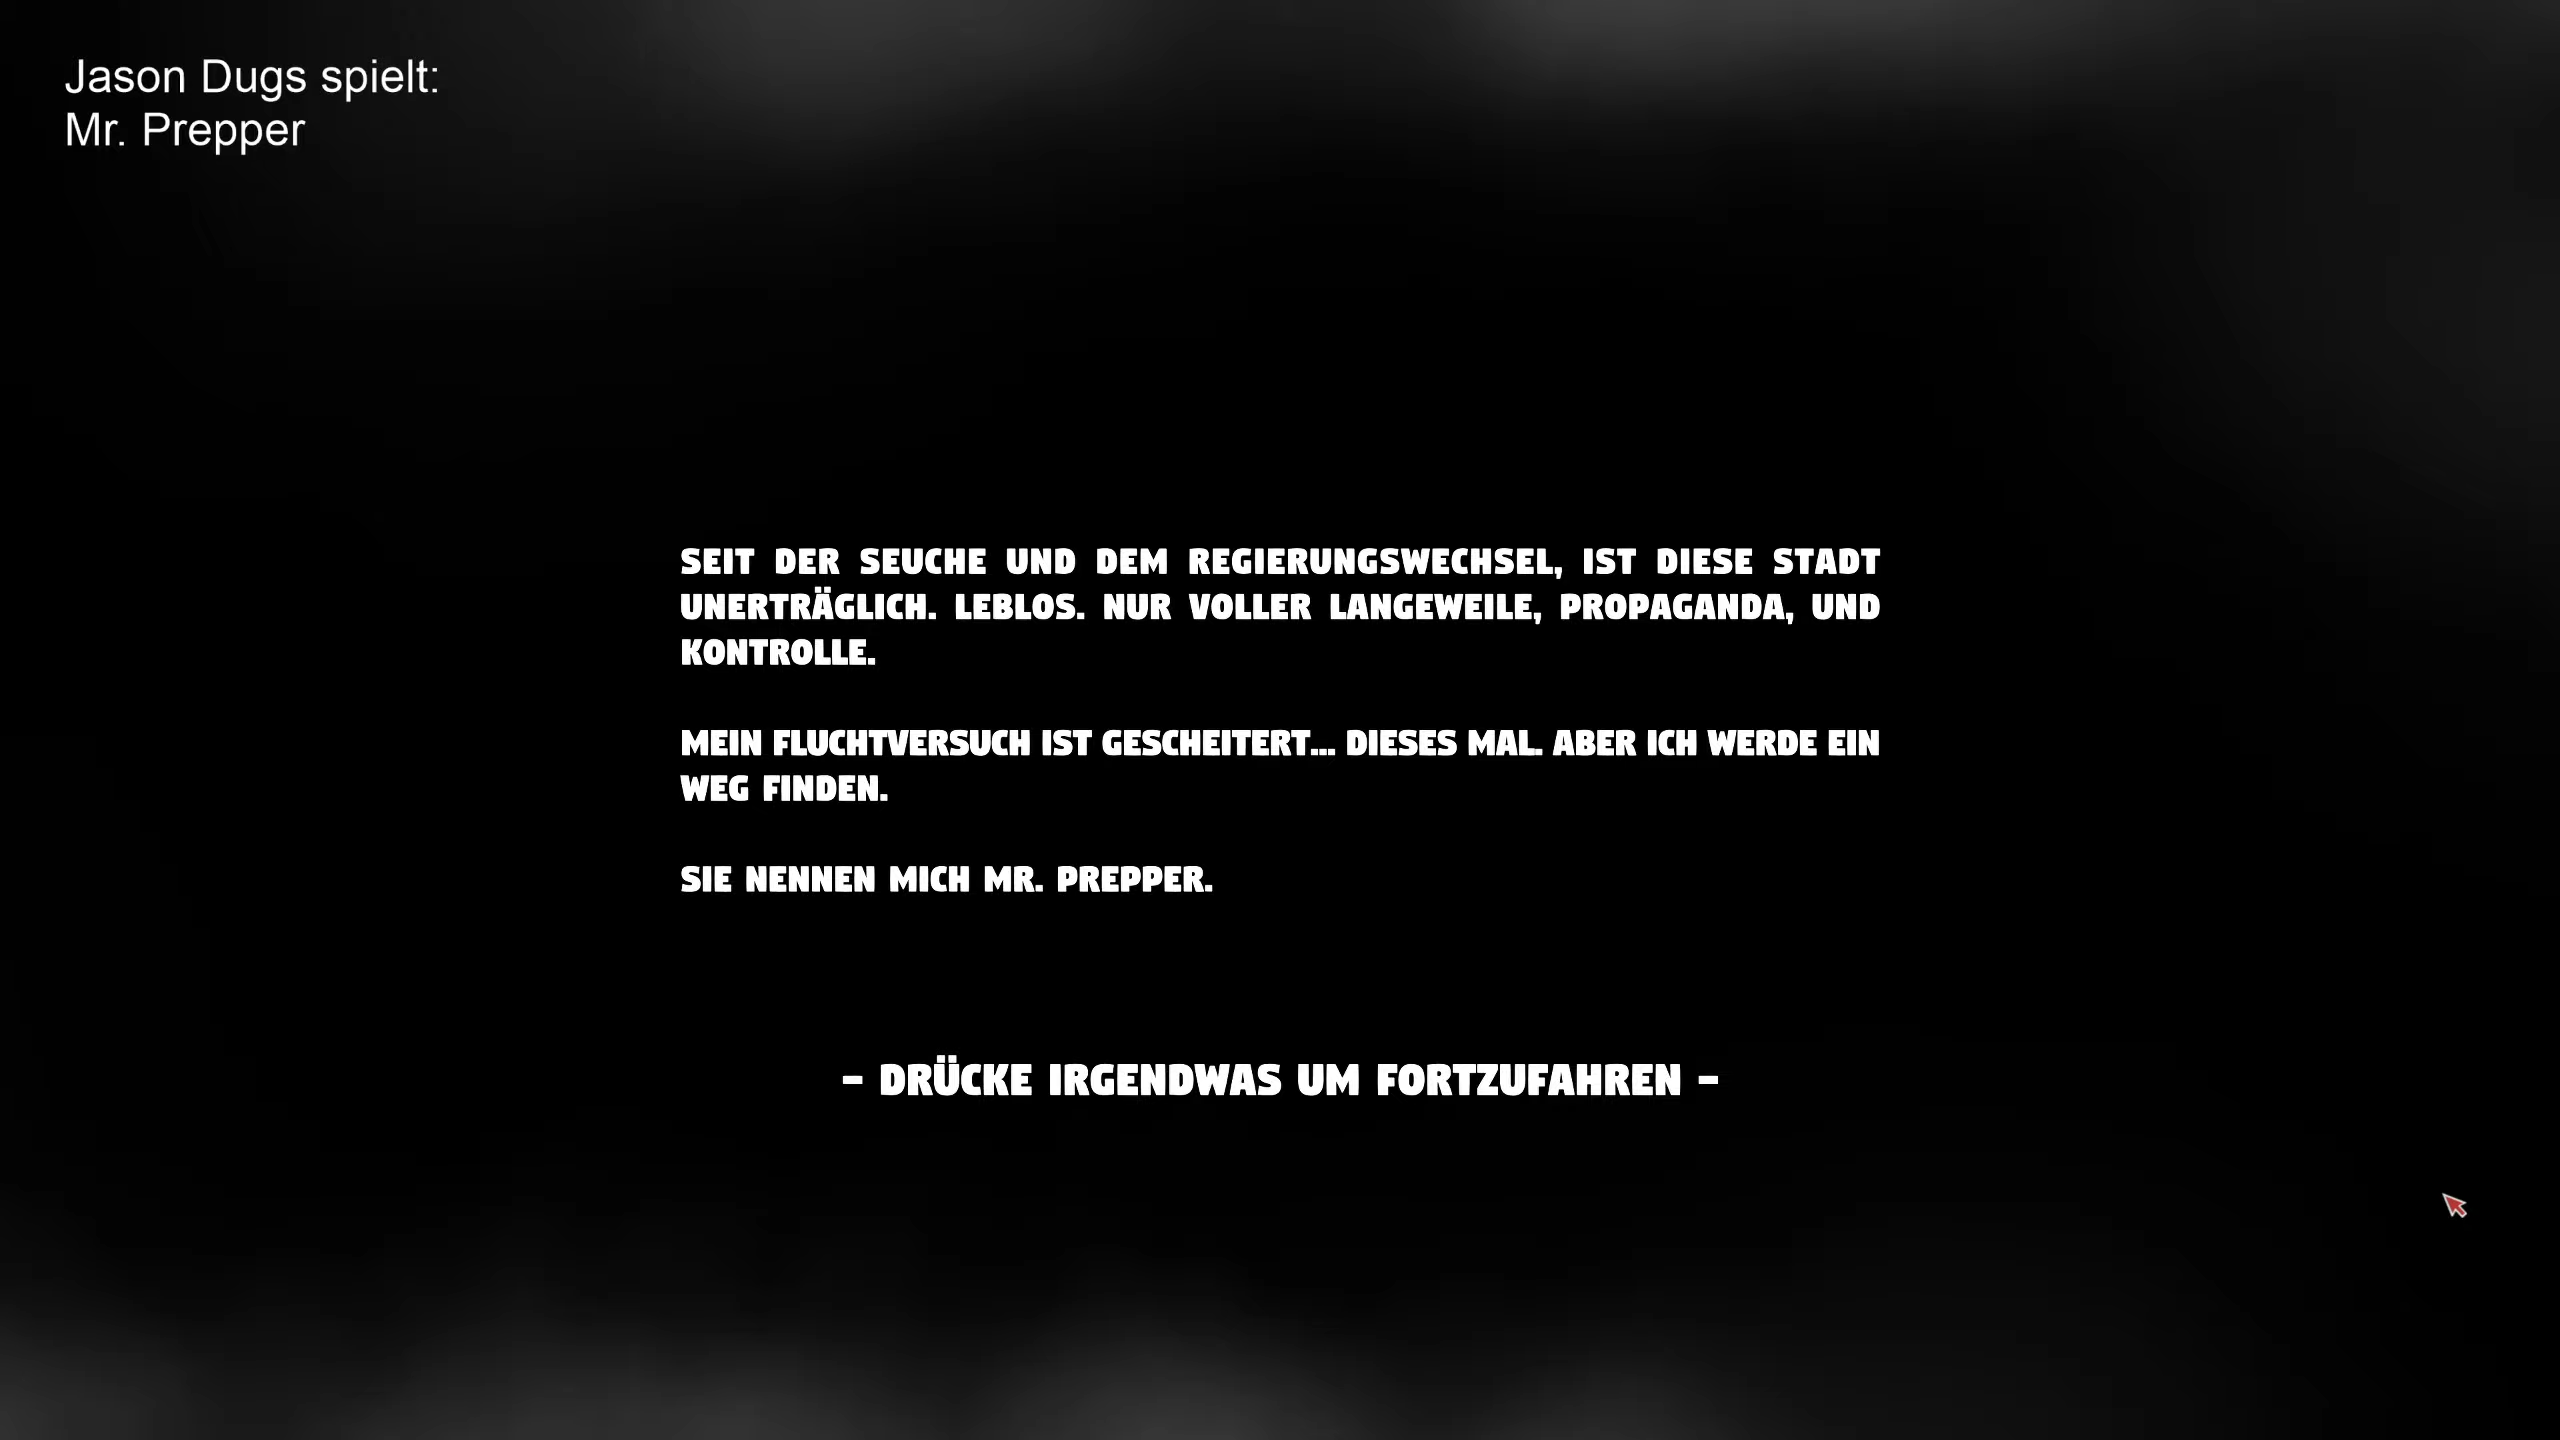 Jason Dugs spielt:
Mr. Prepper
SEIT DER SEUCHE UND DEM REGIERUNGSWECHSEL, IST DIESE STADT
UNERTRÄGLICH. LEBLOS. NUR VOLLER LANGEWEILE, PROPAGANDA, UND
KONTROLLE.
MEIN FLUCHTVERSUCH IST GESCHEITERT... DIESES MAL. ABER ICH WERDE EIN
WEG FINDEN.
SIE NENNEN MICH MR. PREPPER.
- DRÜCKE IRGENDWAS UM FORTZUFAHREN -